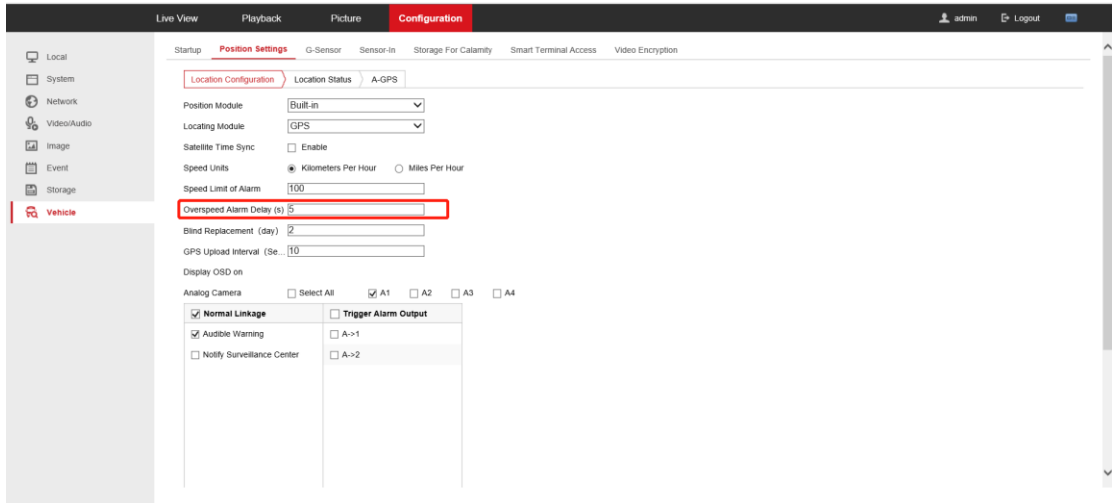 Live View Playback Picture Configuration admin Logout
Local
System
Network
Video/Audio
Image
Event
Storage
Vehicle
Startup Position Settings G-Sensor Sensor-In Storage For Calamity Smart Terminal Access Video Encryption
Location Configuration Location Status A-GPS
Position Module Built-in
Locating Module GPS
Satellite Time Sync Enable
Speed Units Kilometers Per Hour Miles Per Hour
Speed Limit of Alarm 100
Overspeed Alarm Delay (s) 5
Blind Replacement (day) 2
GPS Upload Interval (Se... 10
Display OSD on
Analog Camera Select All A1 A2 A3 A4
Normal Linkage Trigger Alarm Output
Audible Warning A->1
Notify Surveillance Center A->2